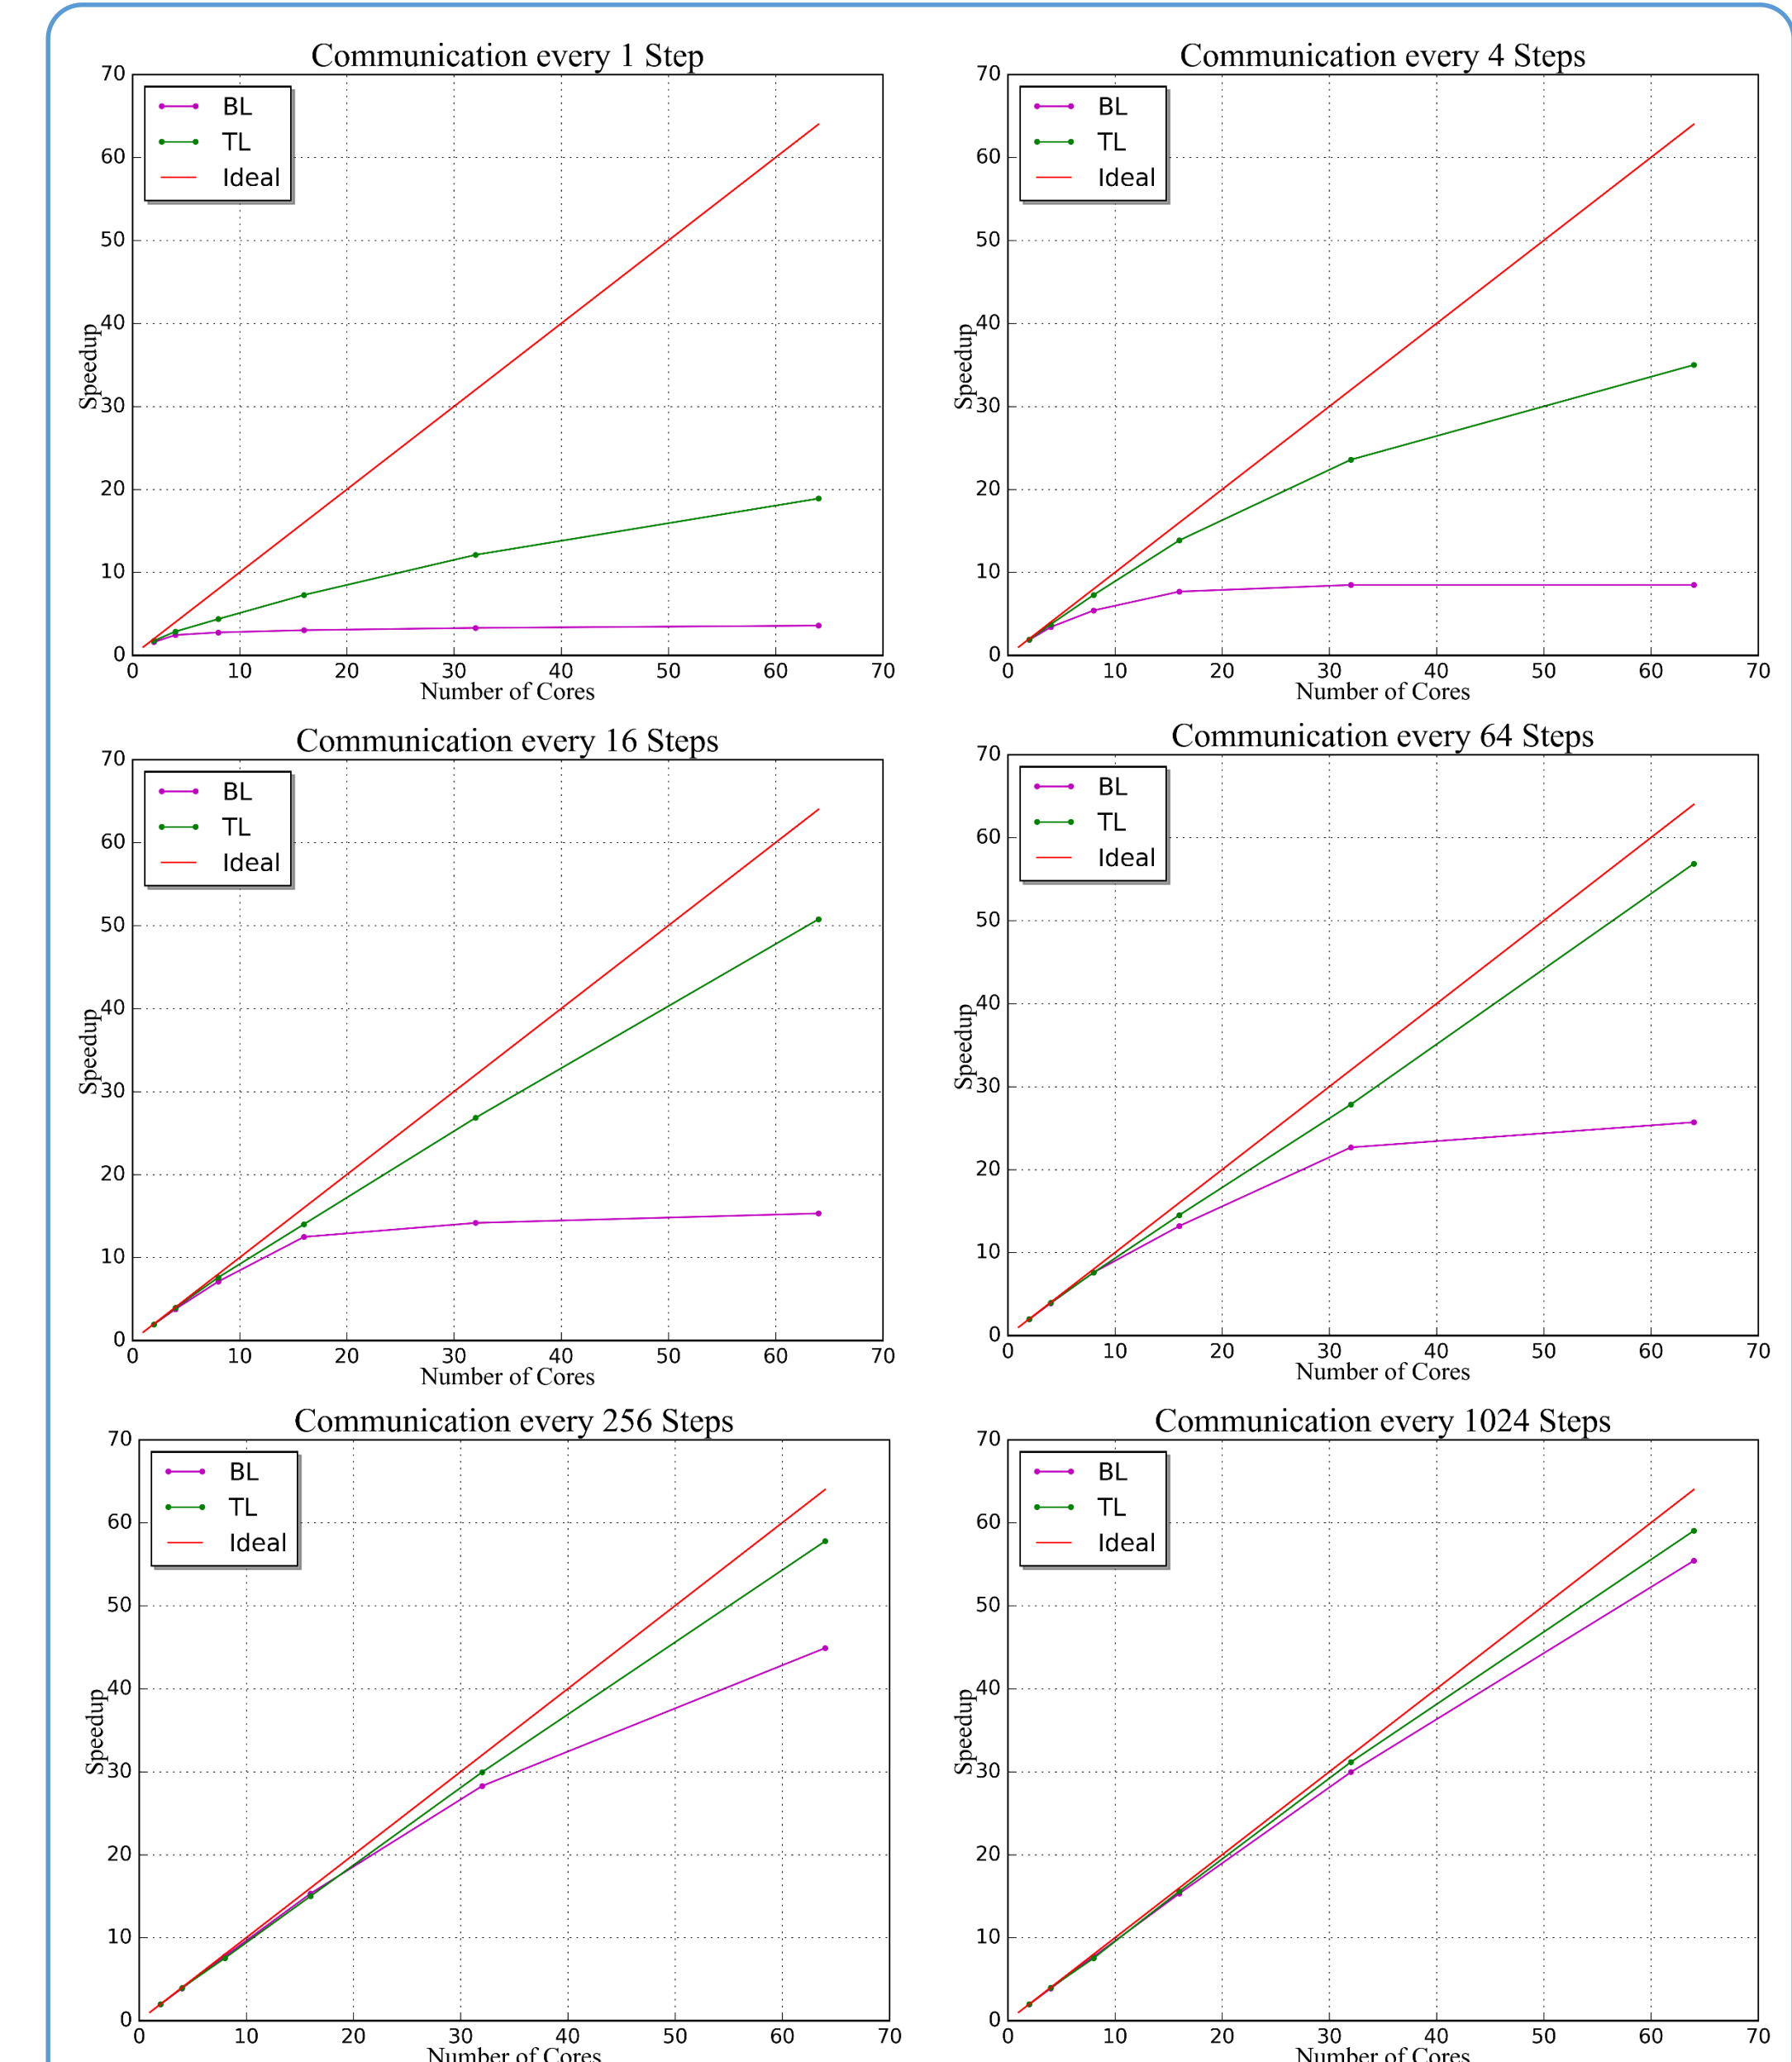 Communication every 1 Step
70
60
50
40
30
20
10
0
Speedup
BL
TL
Ideal
0 10 20 30 40 50 60 70
Number of Cores
Communication every 4 Steps
70
60
50
40
30
20
10
0
Speedup
BL
TL
Ideal
0 10 20 30 40 50 60 70
Number of Cores
Communication every 16 Steps
70
60
50
40
30
20
10
0
Speedup
BL
TL
Ideal
0 10 20 30 40 50 60 70
Number of Cores
Communication every 64 Steps
70
60
50
40
30
20
10
0
Speedup
BL
TL
Ideal
0 10 20 30 40 50 60 70
Number of Cores
Communication every 256 Steps
70
60
50
40
30
20
10
0
Speedup
BL
TL
Ideal
0 10 20 30 40 50 60 70
Number of Cores
Communication every 1024 Steps
70
60
50
40
30
20
10
0
Speedup
BL
TL
Ideal
0 10 20 30 40 50 60 70
Number of Cores